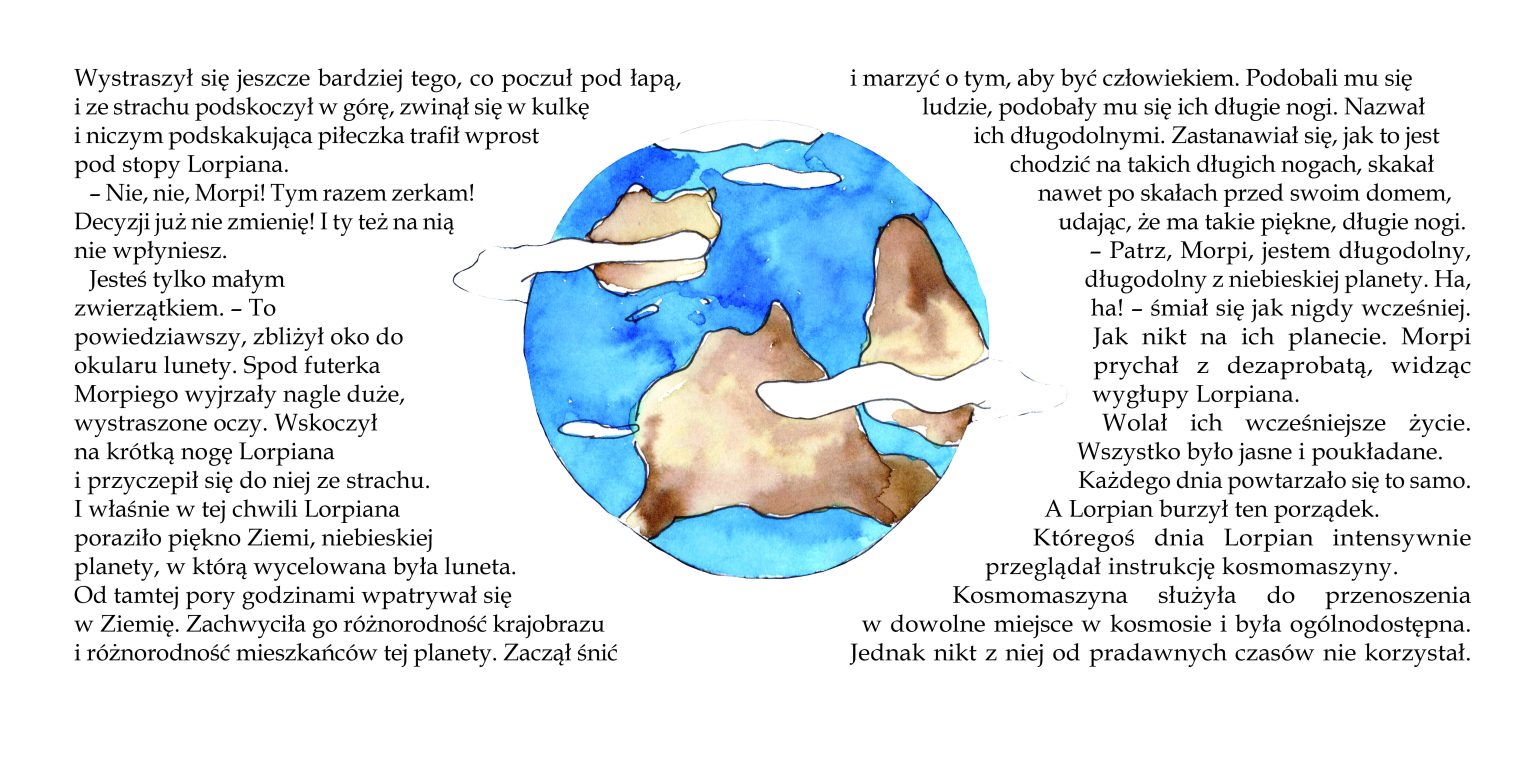 Wystraszył się jeszcze bardziej tego, co poczuł pod łapą,
i ze strachu podskoczył w górę, zwinął się w kulkę
i niczym podskakująca piłeczka trafił wprost
pod stopy Lorpiana.
– Nie, nie, Morpi! Tym razem zerkam!
Decyzji już nie zmienię! I ty też na nią
nie wpłyniesz.
Jesteś tylko małym
zwierzątkiem. – To
powiedziawszy, zbliżył oko do
okularu lunety. Spod futerka
Morpiego wyjrzały nagle duże,
wystraszone oczy. Wskoczył
na krótką nogę Lorpiana
i przyczepił się do niej ze strachu.
I właśnie w tej chwili Lorpiana
poraziło piękno Ziemi, niebieskiej
planety, w którą wycelowana była luneta.
Od tamtej pory godzinami wpatrywał się
w Ziemię. Zachwyciła go różnorodność krajobrazu
i różnorodność mieszkańców tej planety. Zaczął śnić
i marzyć o tym, aby być człowiekiem. Podobali mu się
ludzie, podobały mu się ich długie nogi. Nazwał
ich długodolnymi. Zastanawiał się, jak to jest
chodzić na takich długich nogach, skakał
nawet po skałach przed swoim domem,
udając, że ma takie piękne, długie nogi.
– Patrz, Morpi, jestem długodolny,
długodolny z niebieskiej planety. Ha,
ha! – śmiał się jak nigdy wcześniej.
Jak nikt na ich planecie. Morpi
prychał z dezaprobatą, widząc
wygłupy Lorpiana.
Wolał ich wcześniejsze życie.
Wszystko było jasne i poukładane.
Każdego dnia powtarzało się to samo.
A Lorpian burzył ten porządek.
Któregoś dnia Lorpian intensywnie
przeglądał instrukcję kosmomaszyny.
Kosmomaszyna służyła do przenoszenia
w dowolne miejsce w kosmosie i była ogólnodostępna.
Jednak nikt z niej od pradawnych czasów nie korzystał.